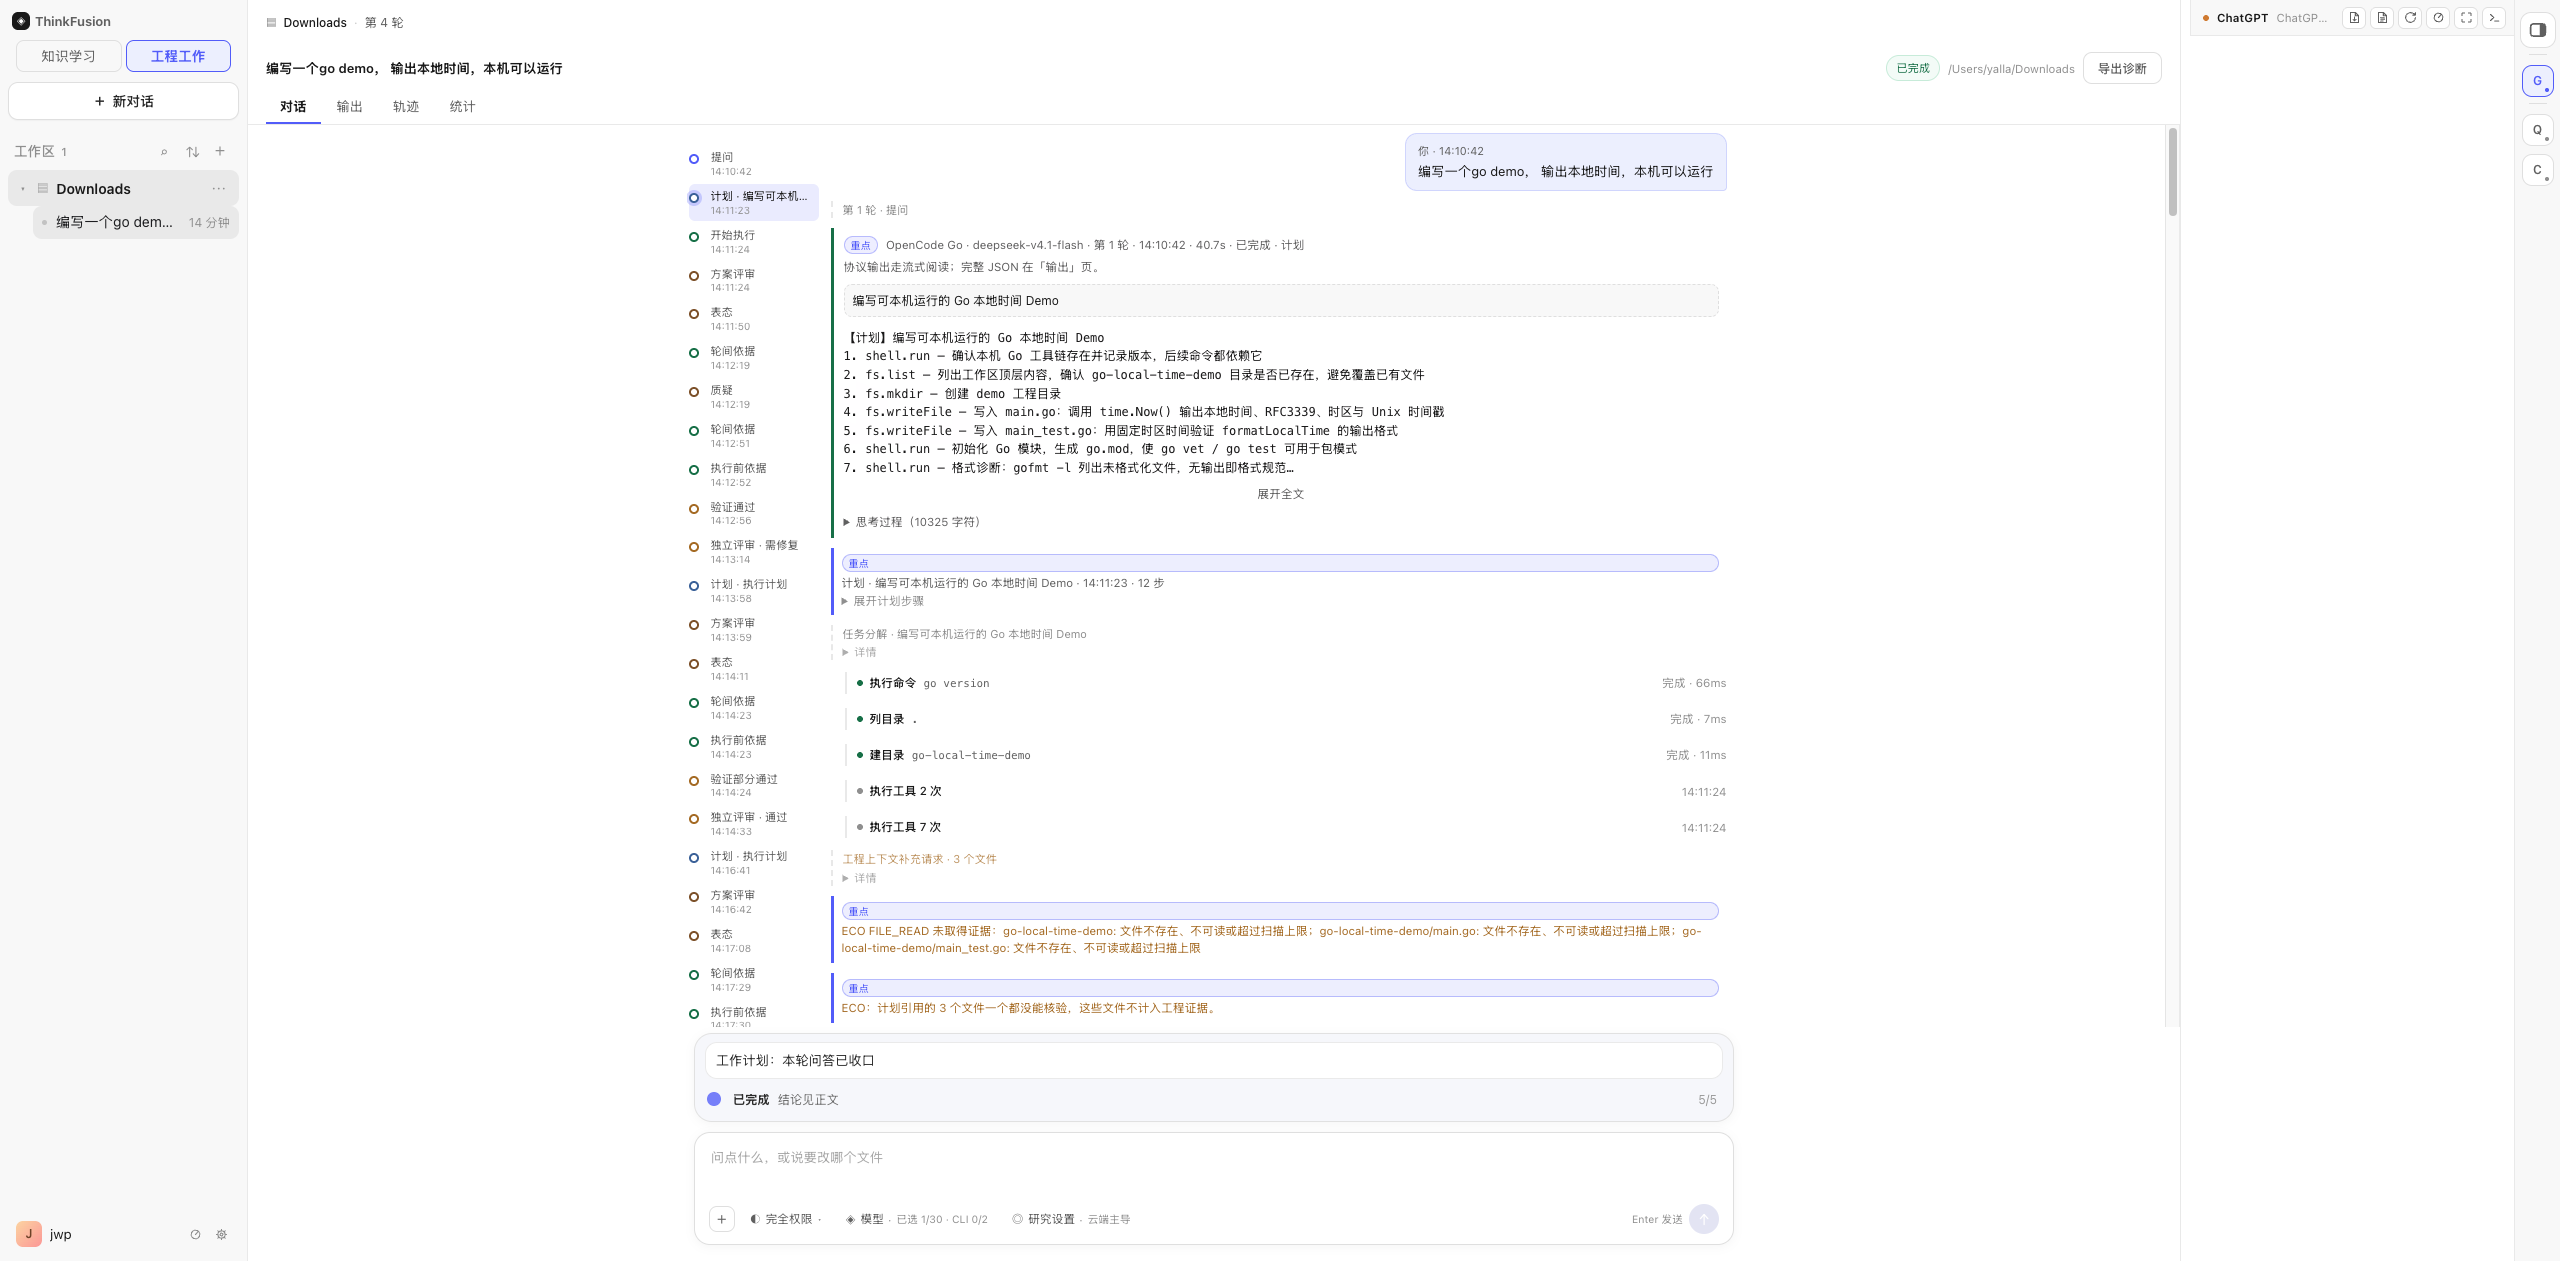 ThinkFusion
知识学习 工程工作
+ 新对话
工作区 1
Downloads
编写一个go dem... 14 分钟
J jwp
Downloads · 第 4 轮
编写一个go demo， 输出本地时间，本机可以运行
已完成 /Users/yalla/Downloads 导出诊断
对话 输出 轨迹 统计
提问
14:10:42
计划 · 编写可本机...
14:11:23
开始执行
14:11:24
方案评审
14:11:24
表态
14:11:50
轮间依据
14:12:19
质疑
14:12:19
轮间依据
14:12:51
执行前依据
14:12:52
验证通过
14:12:56
独立评审 · 需修复
14:13:14
计划 · 执行计划
14:13:58
方案评审
14:13:59
表态
14:14:11
轮间依据
14:14:23
执行前依据
14:14:23
验证部分通过
14:14:24
独立评审 · 通过
14:14:33
计划 · 执行计划
14:16:41
方案评审
14:16:42
表态
14:17:08
轮间依据
14:17:29
执行前依据
14:17:30
你 · 14:10:42
编写一个go demo， 输出本地时间，本机可以运行
第 1 轮 · 提问
重点 OpenCode Go · deepseek-v4.1-flash · 第 1 轮 · 14:10:42 · 40.7s · 已完成 · 计划
协议输出走流式阅读；完整 JSON 在「输出」页。
编写可本机运行的 Go 本地时间 Demo
【计划】编写可本机运行的 Go 本地时间 Demo
1. shell.run — 确认本机 Go 工具链存在并记录版本，后续命令都依赖它
2. fs.list — 列出工作区顶层内容，确认 go-local-time-demo 目录是否已存在，避免覆盖已有文件
3. fs.mkdir — 创建 demo 工程目录
4. fs.writeFile — 写入 main.go：调用 time.Now() 输出本地时间、RFC3339、时区与 Unix 时间戳
5. fs.writeFile — 写入 main_test.go：用固定时区时间验证 formatLocalTime 的输出格式
6. shell.run — 初始化 Go 模块，生成 go.mod，使 go vet / go test 可用于包模式
7. shell.run — 格式诊断：gofmt -l 列出未格式化文件，无输出即格式规范…
展开全文
▶ 思考过程（10325 字符）
重点
计划 · 编写可本机运行的 Go 本地时间 Demo · 14:11:23 · 12 步
▶ 展开计划步骤
任务分解 · 编写可本机运行的 Go 本地时间 Demo
▶ 详情
执行命令 go version 完成 · 66ms
列目录 . 完成 · 7ms
建目录 go-local-time-demo 完成 · 11ms
执行工具 2 次 14:11:24
执行工具 7 次 14:11:24
工程上下文补充请求 · 3 个文件
▶ 详情
重点
ECO FILE_READ 未取得证据：go-local-time-demo: 文件不存在、不可读或超过扫描上限；go-local-time-demo/main.go: 文件不存在、不可读或超过扫描上限；go-
local-time-demo/main_test.go: 文件不存在、不可读或超过扫描上限
重点
ECO：计划引用的 3 个文件一个都没能核验，这些文件不计入工程证据。
工作计划：本轮问答已收口
已完成 结论见正文 5/5
问点什么，或说要改哪个文件
+ 完全权限 · 模型 · 已选 1/30 · CLI 0/2 研究设置 · 云端主导 Enter 发送
ChatGPT ChatGP...
G
Q
C